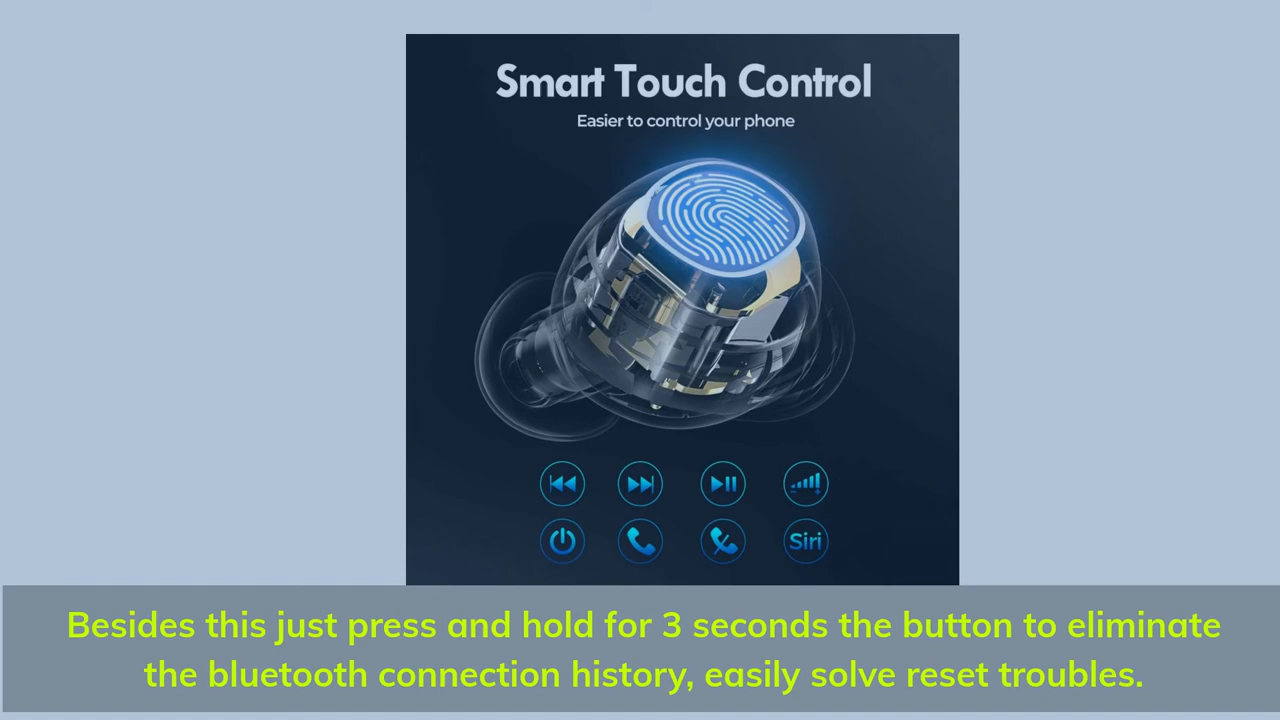 Smart Touch Control
Easier to control your phone
Siri
Besides this just press and hold for 3 seconds the button to eliminate
the bluetooth connection history, easily solve reset troubles.